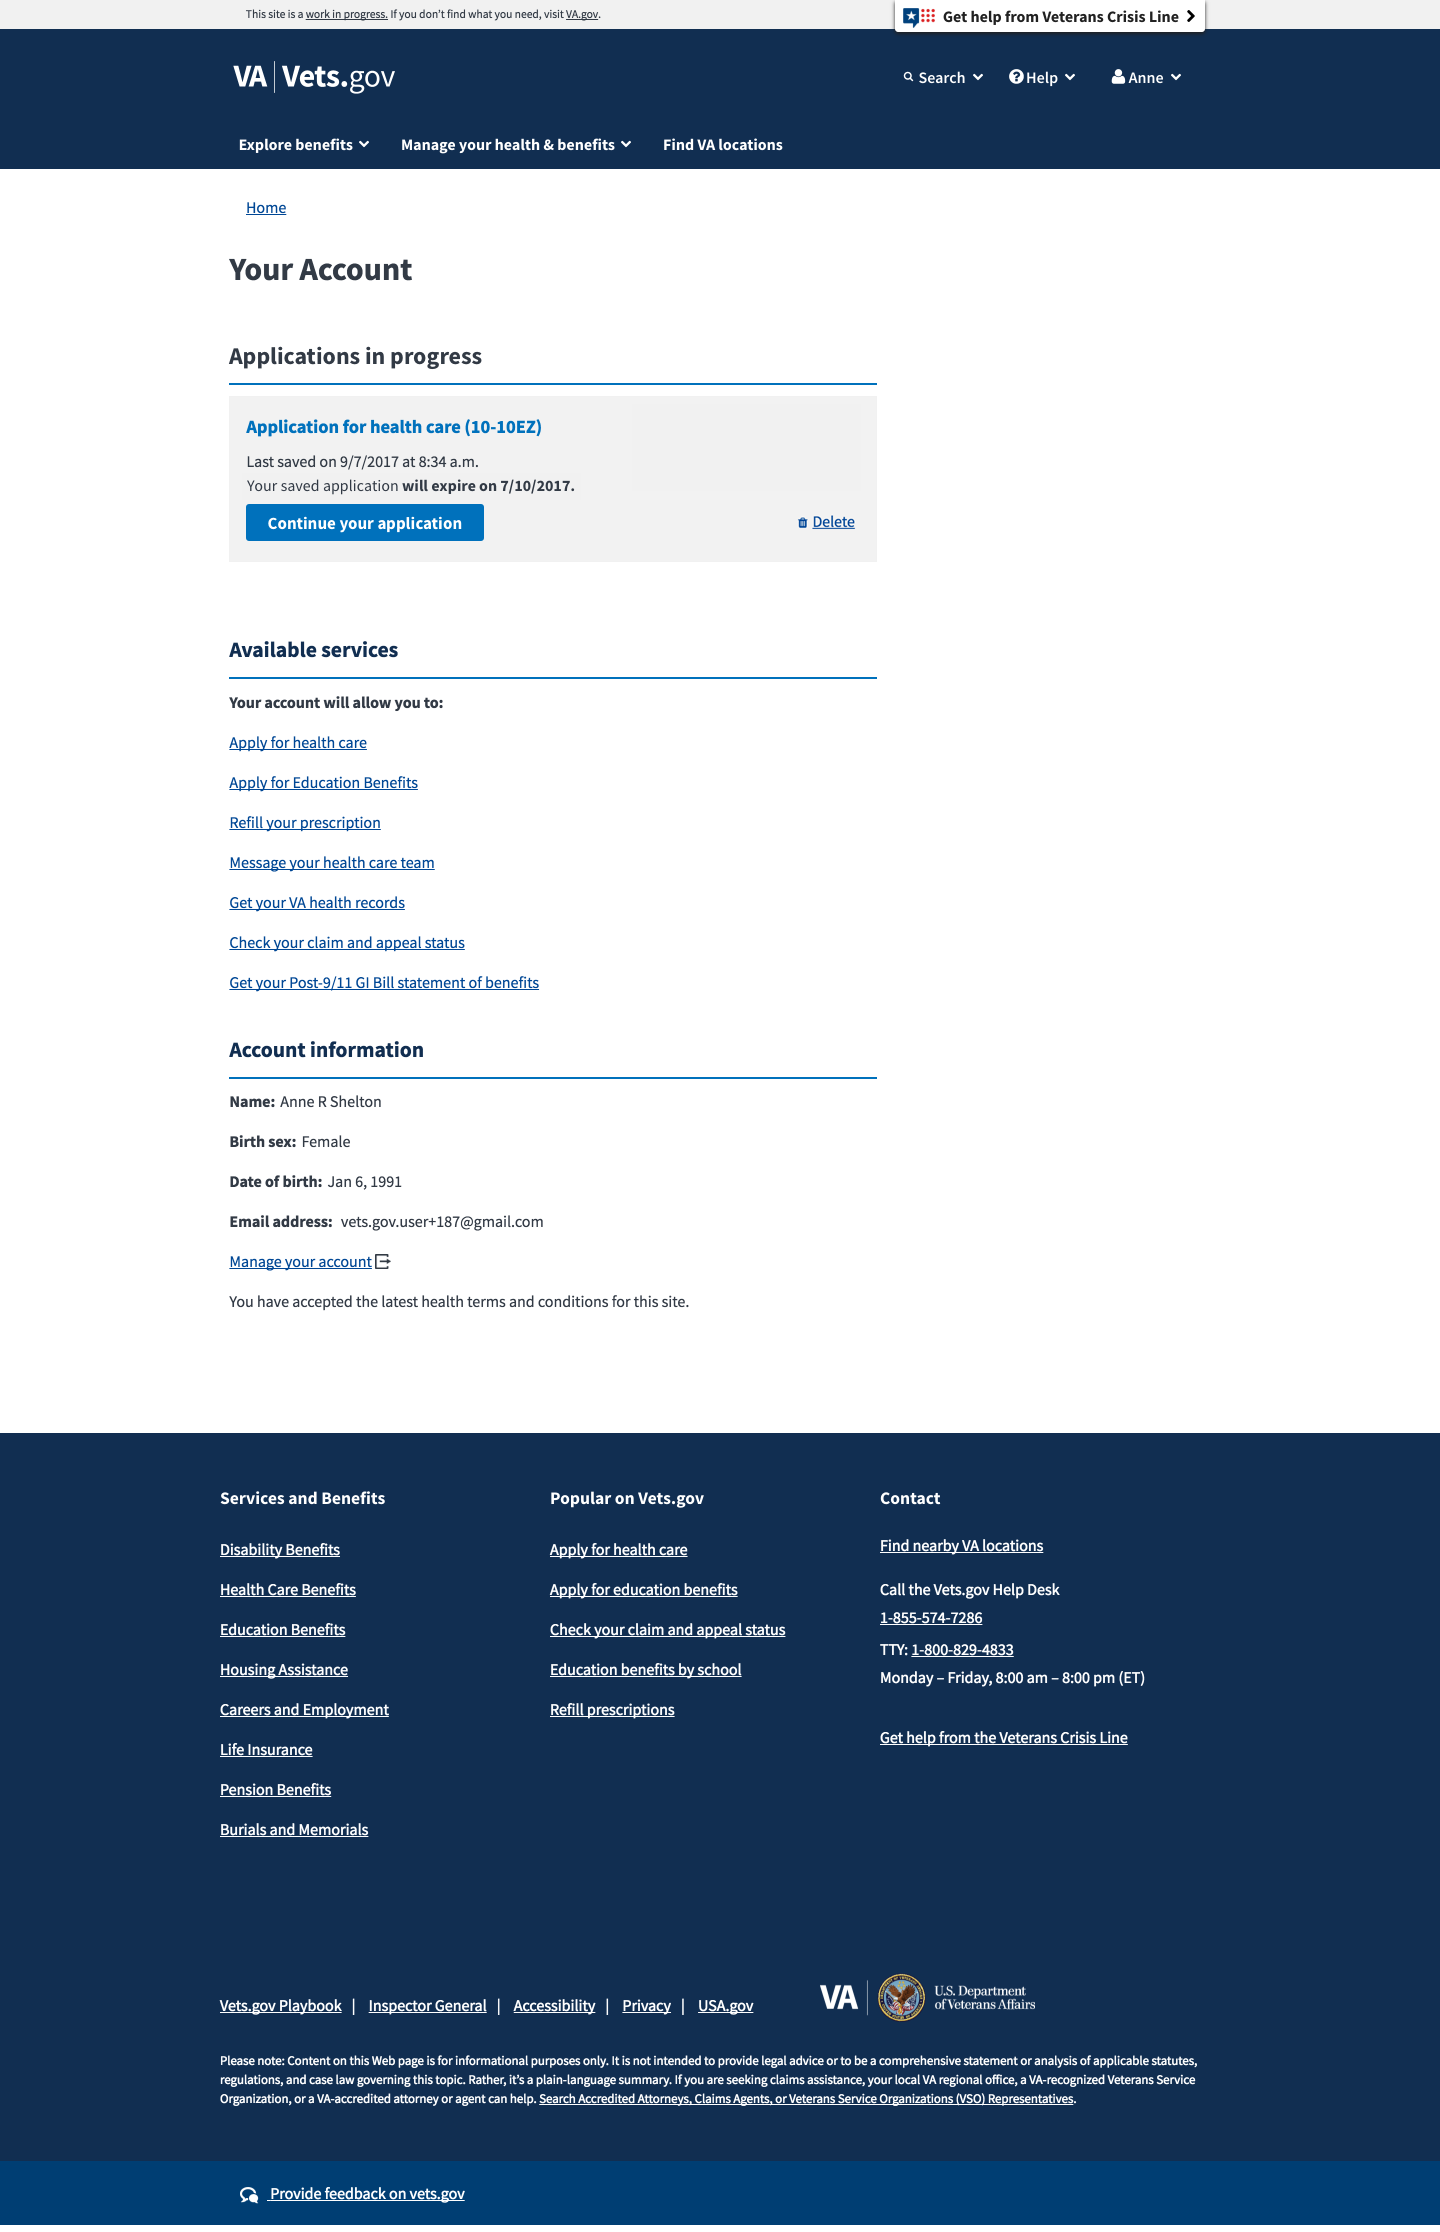 This site is a work in progress. If you don’t find what you need, visit VA.gov.
Get help from Veterans Crisis Line
VA | Vets.gov
Search
Help
Anne
Explore benefits
Manage your health & benefits
Find VA locations
Home
Your Account
Applications in progress
Application for health care (10-10EZ)
Last saved on 9/7/2017 at 8:34 a.m.
Your saved application will expire on 7/10/2017.
Continue your application
Delete
Available services
Your account will allow you to:
Apply for health care
Apply for Education Benefits
Refill your prescription
Message your health care team
Get your VA health records
Check your claim and appeal status
Get your Post-9/11 GI Bill statement of benefits
Account information
Name: Anne R Shelton
Birth sex: Female
Date of birth: Jan 6, 1991
Email address: vets.gov.user+187@gmail.com
Manage your account
You have accepted the latest health terms and conditions for this site.
Services and Benefits
Disability Benefits
Health Care Benefits
Education Benefits
Housing Assistance
Careers and Employment
Life Insurance
Pension Benefits
Burials and Memorials
Popular on Vets.gov
Apply for health care
Apply for education benefits
Check your claim and appeal status
Education benefits by school
Refill prescriptions
Contact
Find nearby VA locations
Call the Vets.gov Help Desk
1-855-574-7286
TTY: 1-800-829-4833
Monday – Friday, 8:00 am – 8:00 pm (ET)
Get help from the Veterans Crisis Line
Vets.gov Playbook | Inspector General | Accessibility | Privacy | USA.gov
VA
U.S. Department
of Veterans Affairs
Please note: Content on this Web page is for informational purposes only. It is not intended to provide legal advice or to be a comprehensive statement or analysis of applicable statutes,
regulations, and case law governing this topic. Rather, it’s a plain-language summary. If you are seeking claims assistance, your local VA regional office, a VA-recognized Veterans Service
Organization, or a VA-accredited attorney or agent can help. Search Accredited Attorneys, Claims Agents, or Veterans Service Organizations (VSO) Representatives.
Provide feedback on vets.gov